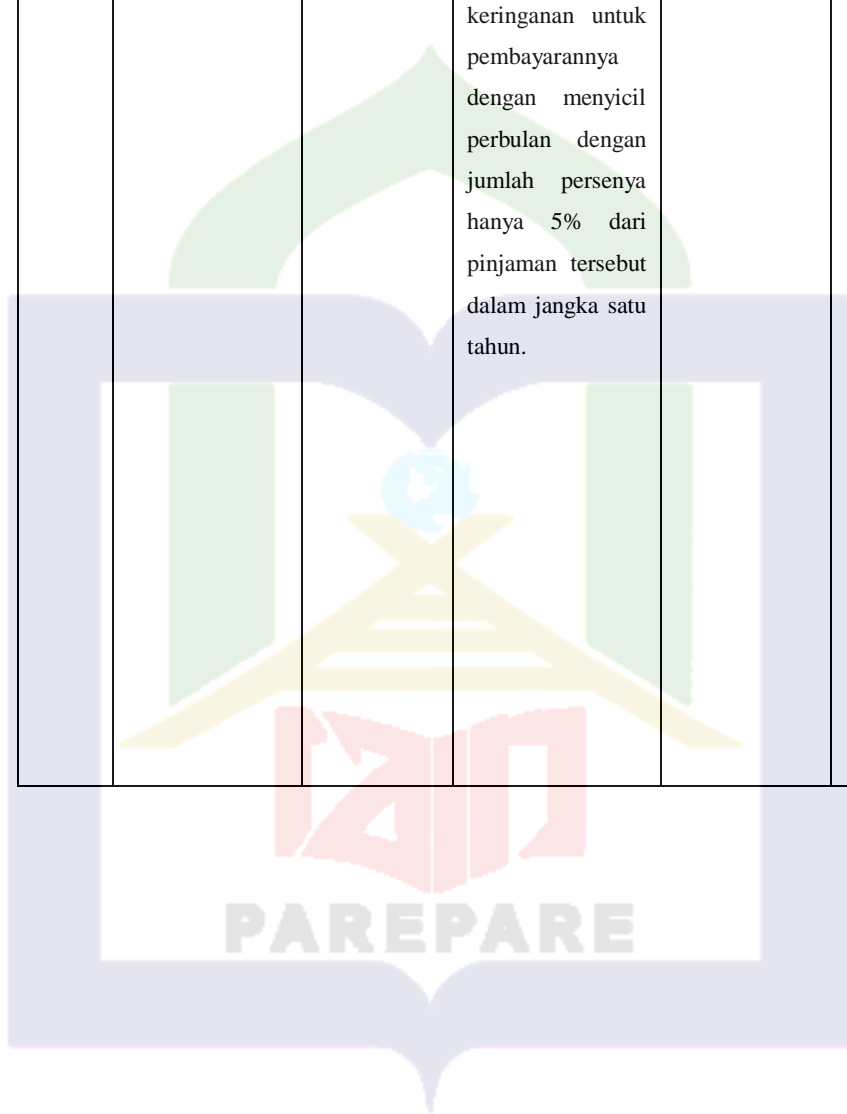 keringanan untuk
pembayarannya
dengan menyicil
perbulan dengan
jumlah persenya
hanya 5% dari
pinjaman tersebut
dalam jangka satu
tahun.
PAREPARE